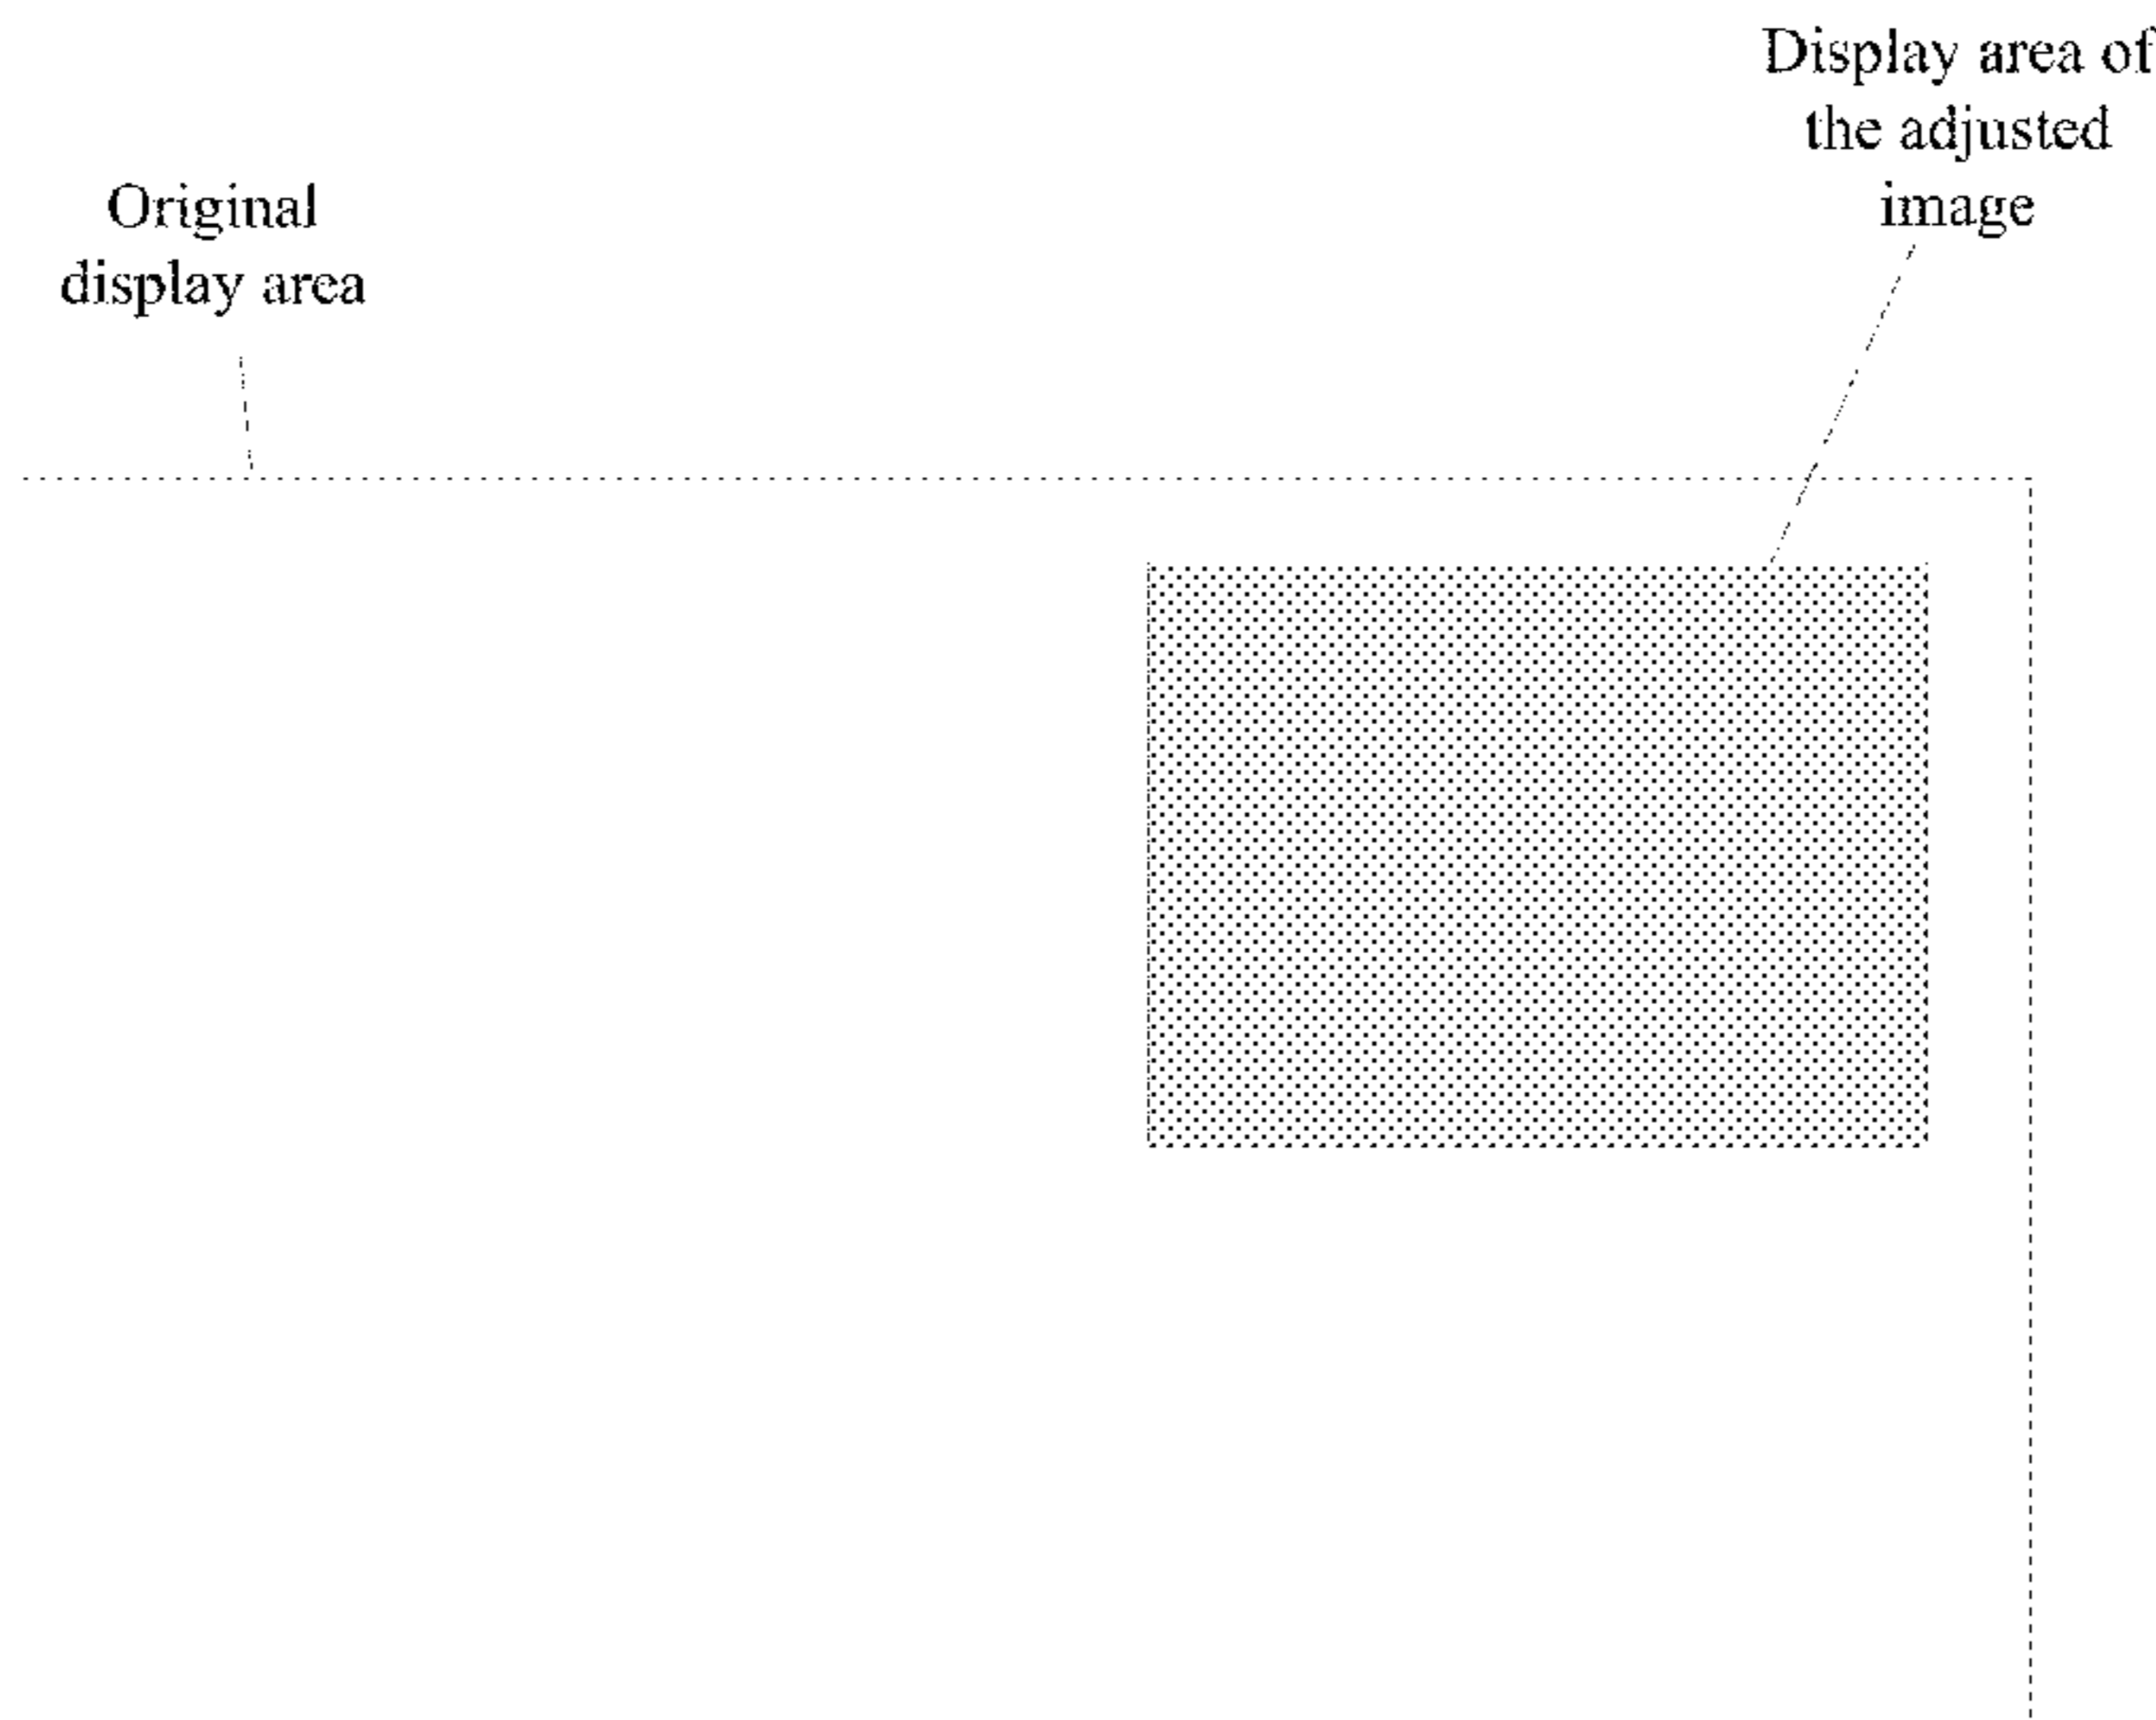 Display area of
the adjusted
image
Original
display area